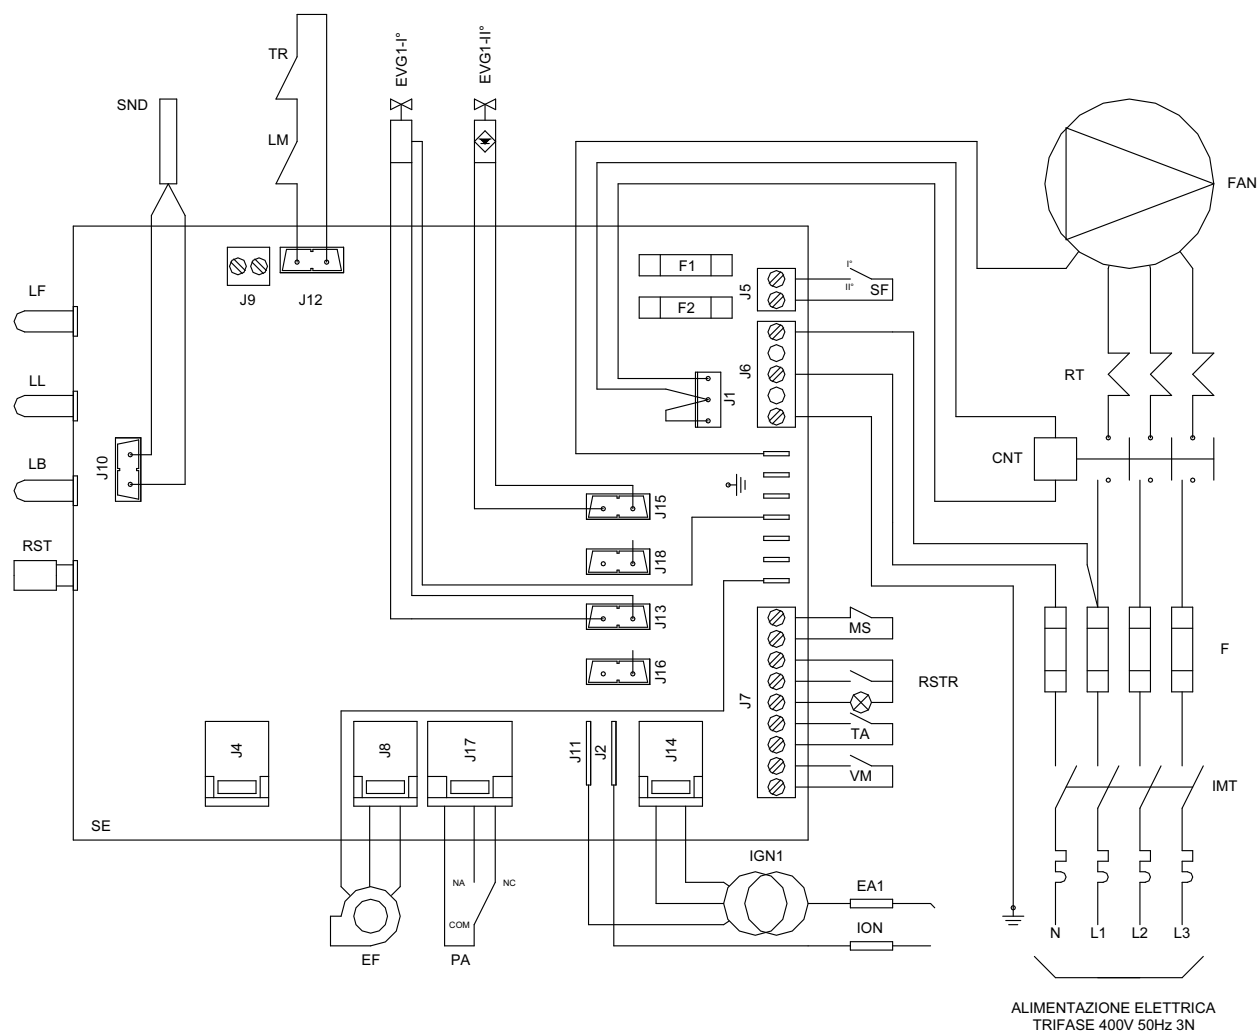 TR
EVG1-I°
EVG1-II°
SND
LM
FAN
LF
J9
J12
F1
F2
J5
I°
II°
SF
J6
J1
RT
LL
LB
J10
CNT
J15
RST
J18
J13
J16
MS
RSTR
TA
VM
J7
F
J4
J8
J17
J11
J2
J14
IMT
SE
IGN1
NA
NC
COM
EA1
ION
EF
PA
N
L1
L2
L3
ALIMENTAZIONE ELETTRICA
TRIFASE 400V 50Hz 3N